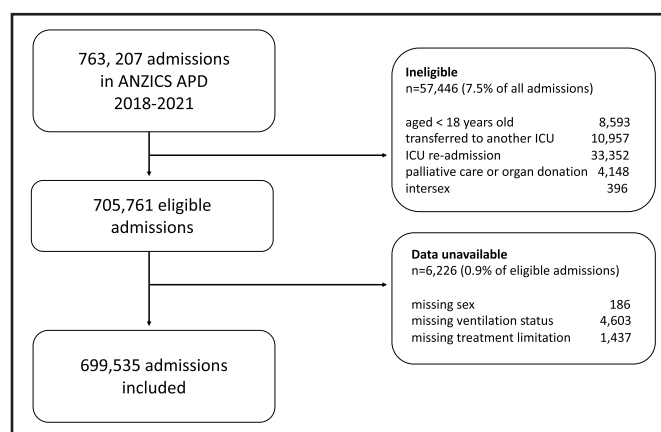 763, 207 admissions
in ANZICS APD
2018-2021
Ineligible
n=57,446 (7.5% of all admissions)
aged < 18 years old 8,593
transferred to another ICU 10,957
ICU re-admission 33,352
palliative care or organ donation 4,148
intersex 396
705,761 eligible
admissions
Data unavailable
n=6,226 (0.9% of eligible admissions)
missing sex 186
missing ventilation status 4,603
missing treatment limitation 1,437
699,535 admissions
included